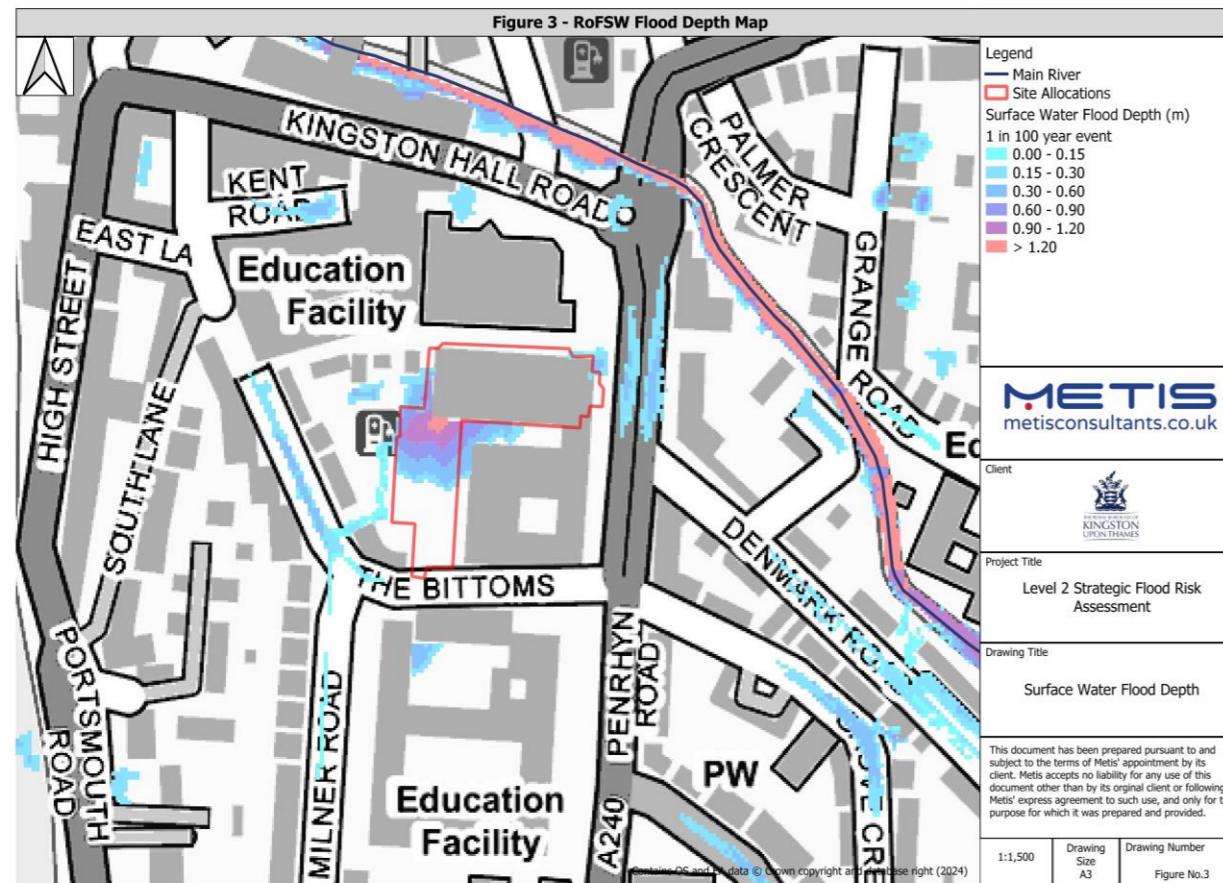 Figure 3 - RoFSW Flood Depth Map
KINGSTON HALL ROAD
PALMER
CRESCENT
KENT
ROAD
EAST LA
HIGH STREET
Education
Facility
GRANGE ROAD
SOUTH LANE
THE BITTOMS
DENMARK ROAD
PENRHYN
ROAD
PORTSMOUTH
ROAD
MILNER ROAD
PW
Education
Facility
A240
Contains OS and EA data © Crown copyright and database right (2024)
Legend
Main River
Site Allocations
Surface Water Flood Depth (m)
1 in 100 year event
0.00 - 0.15
0.15 - 0.30
0.30 - 0.60
0.60 - 0.90
0.90 - 1.20
> 1.20
METIS
metisconsultants.co.uk
Client
KINGSTON
UPON THAMES
Project Title
Level 2 Strategic Flood Risk
Assessment
Drawing Title
Surface Water Flood Depth
This document has been prepared pursuant to and
subject to the terms of Metis' appointment by its
client. Metis accepts no liability for any use of this
document other than by its orginal client or following
Metis' express agreement to such use, and only for t
purpose for which it was prepared and provided.
1:1,500
Drawing
Size
A3
Drawing Number
Figure No.3